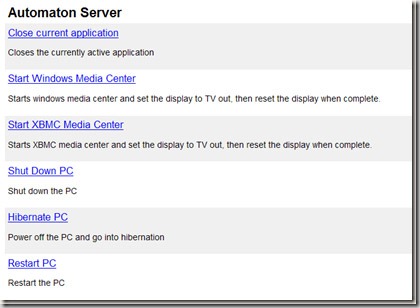 Automaton Server
Close current application
Closes the currently active application
Start Windows Media Center
Starts windows media center and set the display to TV out, then reset the display when complete.
Start XBMC Media Center
Starts XBMC media center and set the display to TV out, then reset the display when complete.
Shut Down PC
Shut down the PC
Hibernate PC
Power off the PC and go into hibernation
Restart PC
Restart the PC